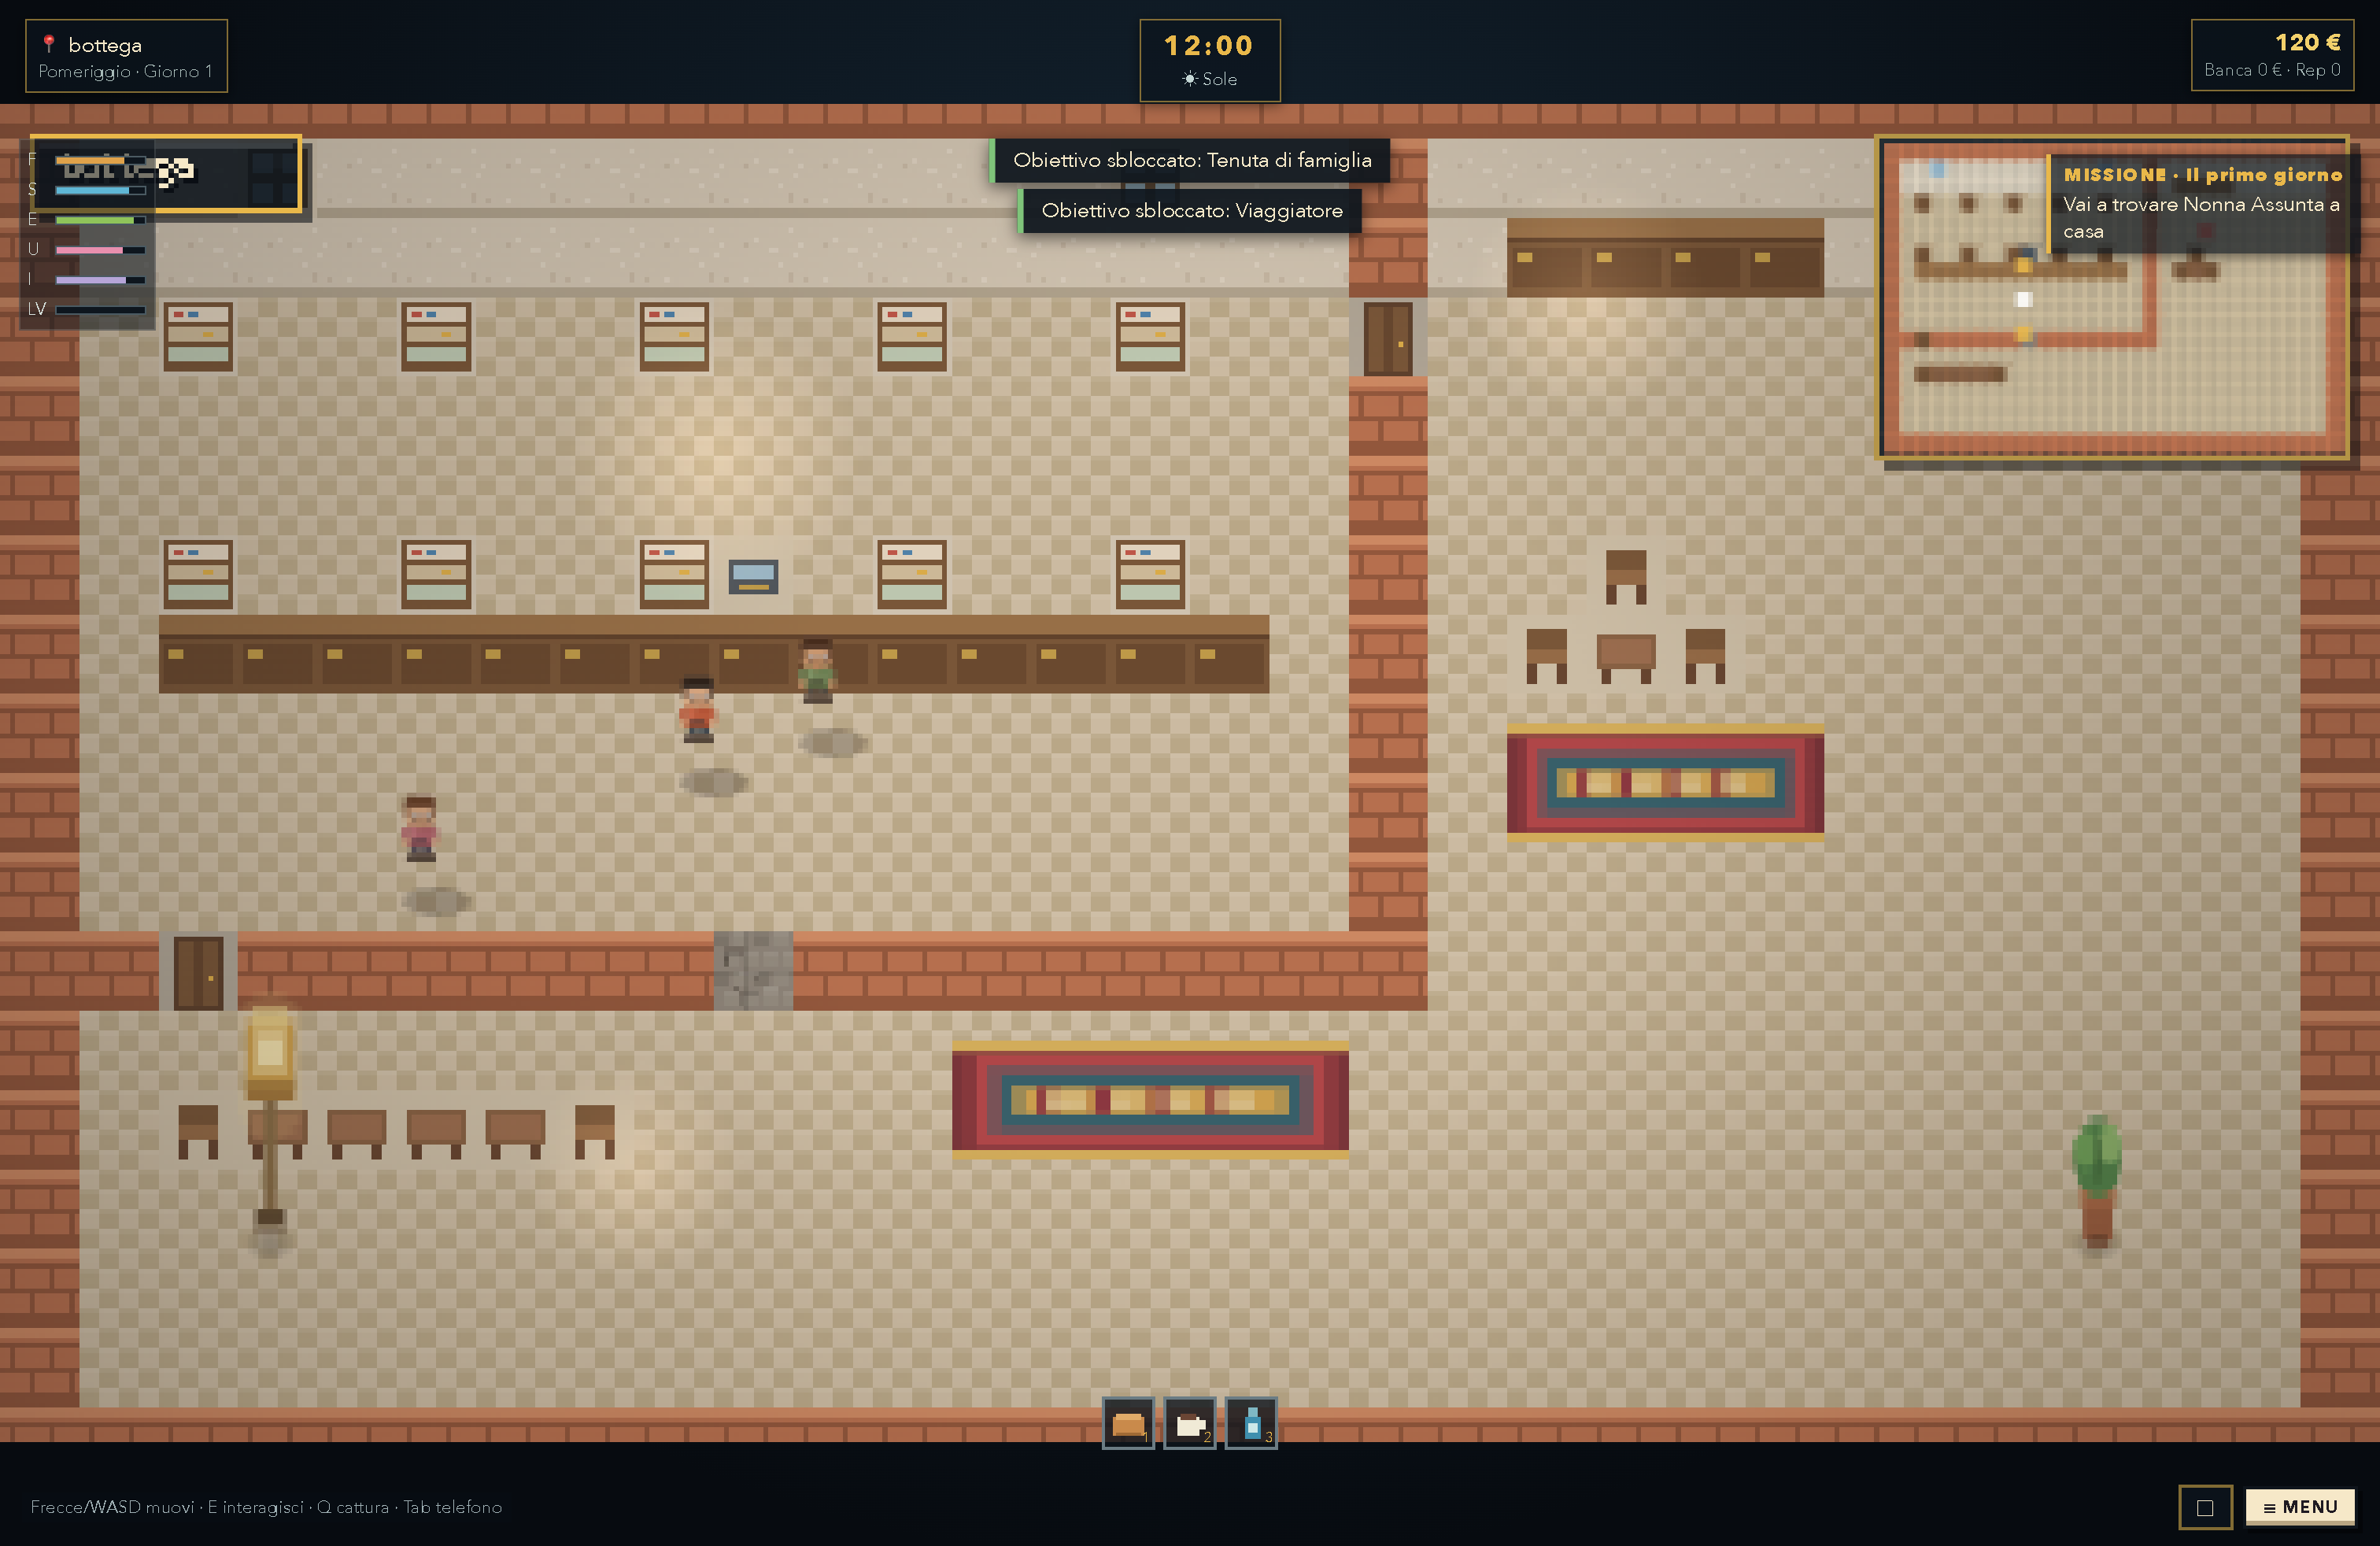 bottega
Pomeriggio · Giorno 1
12:00
Sole
120 €
Banca 0 € · Rep 0
F
S
E
U
I
LV
Obiettivo sbloccato: Tenuta di famiglia
Obiettivo sbloccato: Viaggiatore
MISSIONE · Il primo giorno
Vai a trovare Nonna Assunta a
casa
1
2
3
Frecce/WASD muovi · E interagisci · Q cattura · Tab telefono
≡ MENU